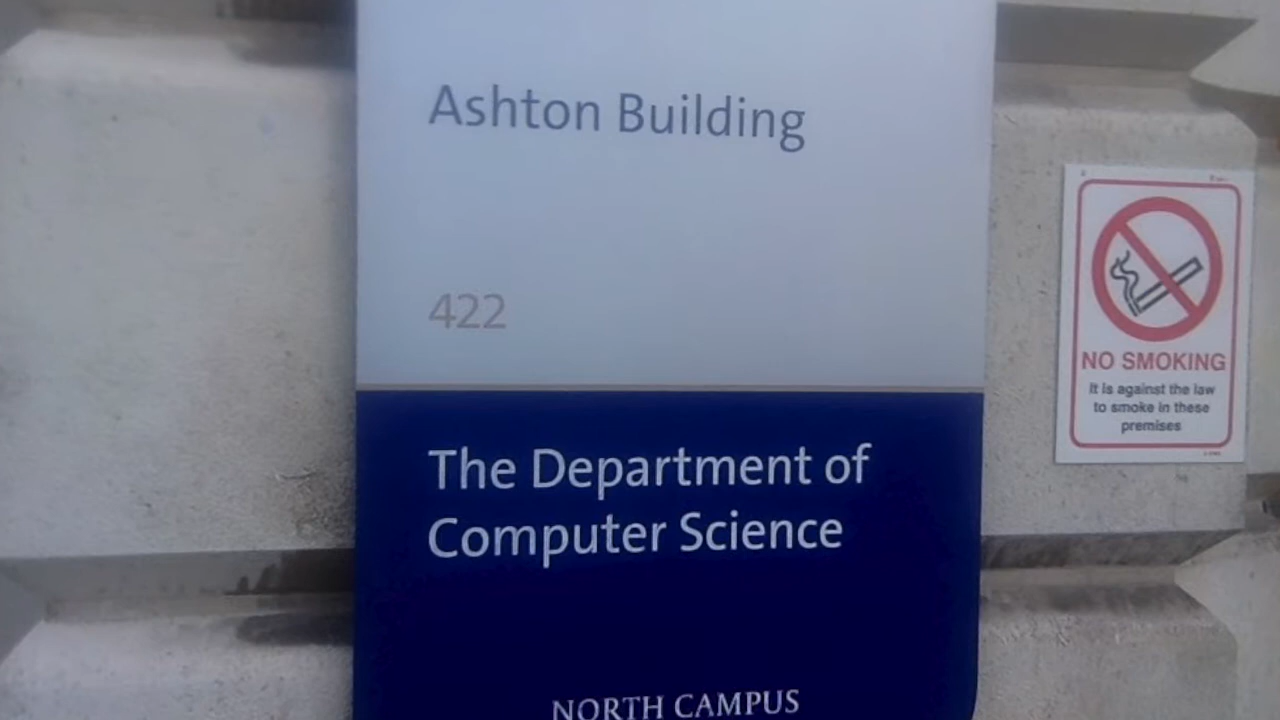 Ashton Building
422
The Department of
Computer Science
NORTH CAMPUS
NO SMOKING
It is against the law
to smoke in these
premises